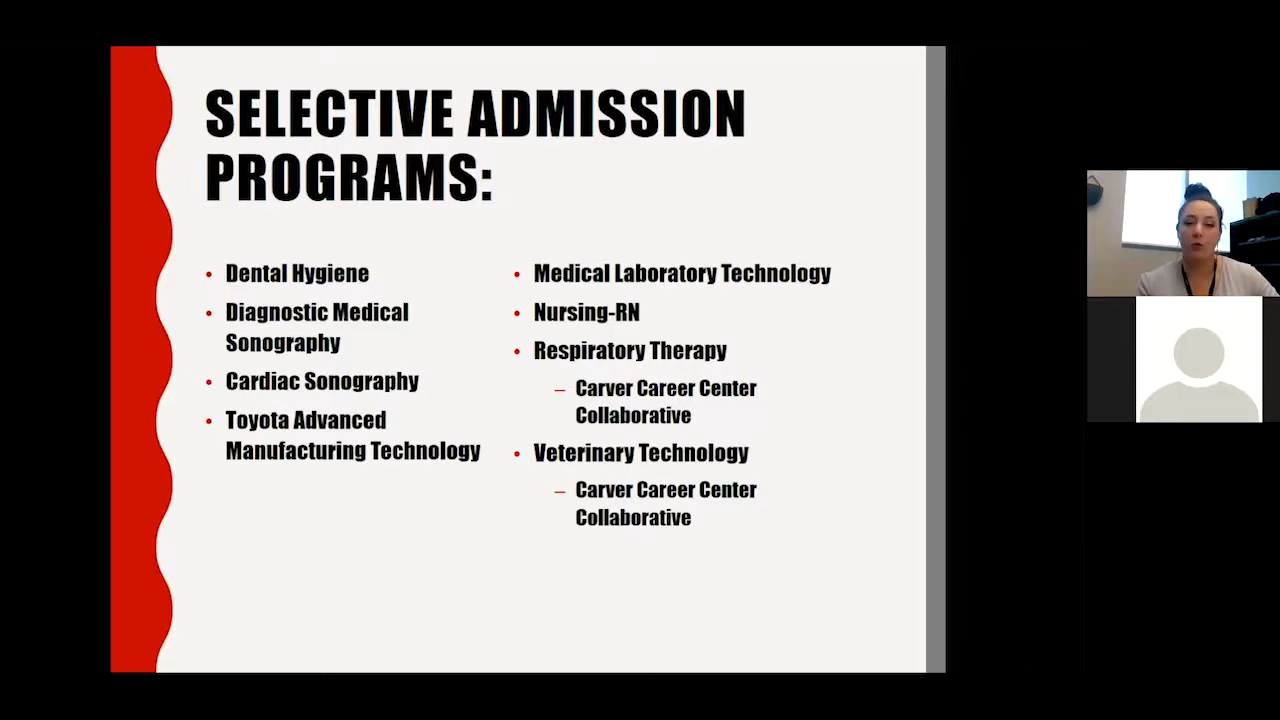 SELECTIVE ADMISSION
PROGRAMS:
• Dental Hygiene
• Diagnostic Medical
Sonography
• Cardiac Sonography
• Toyota Advanced
Manufacturing Technology
• Medical Laboratory Technology
• Nursing-RN
• Respiratory Therapy
– Carver Career Center
Collaborative
• Veterinary Technology
– Carver Career Center
Collaborative